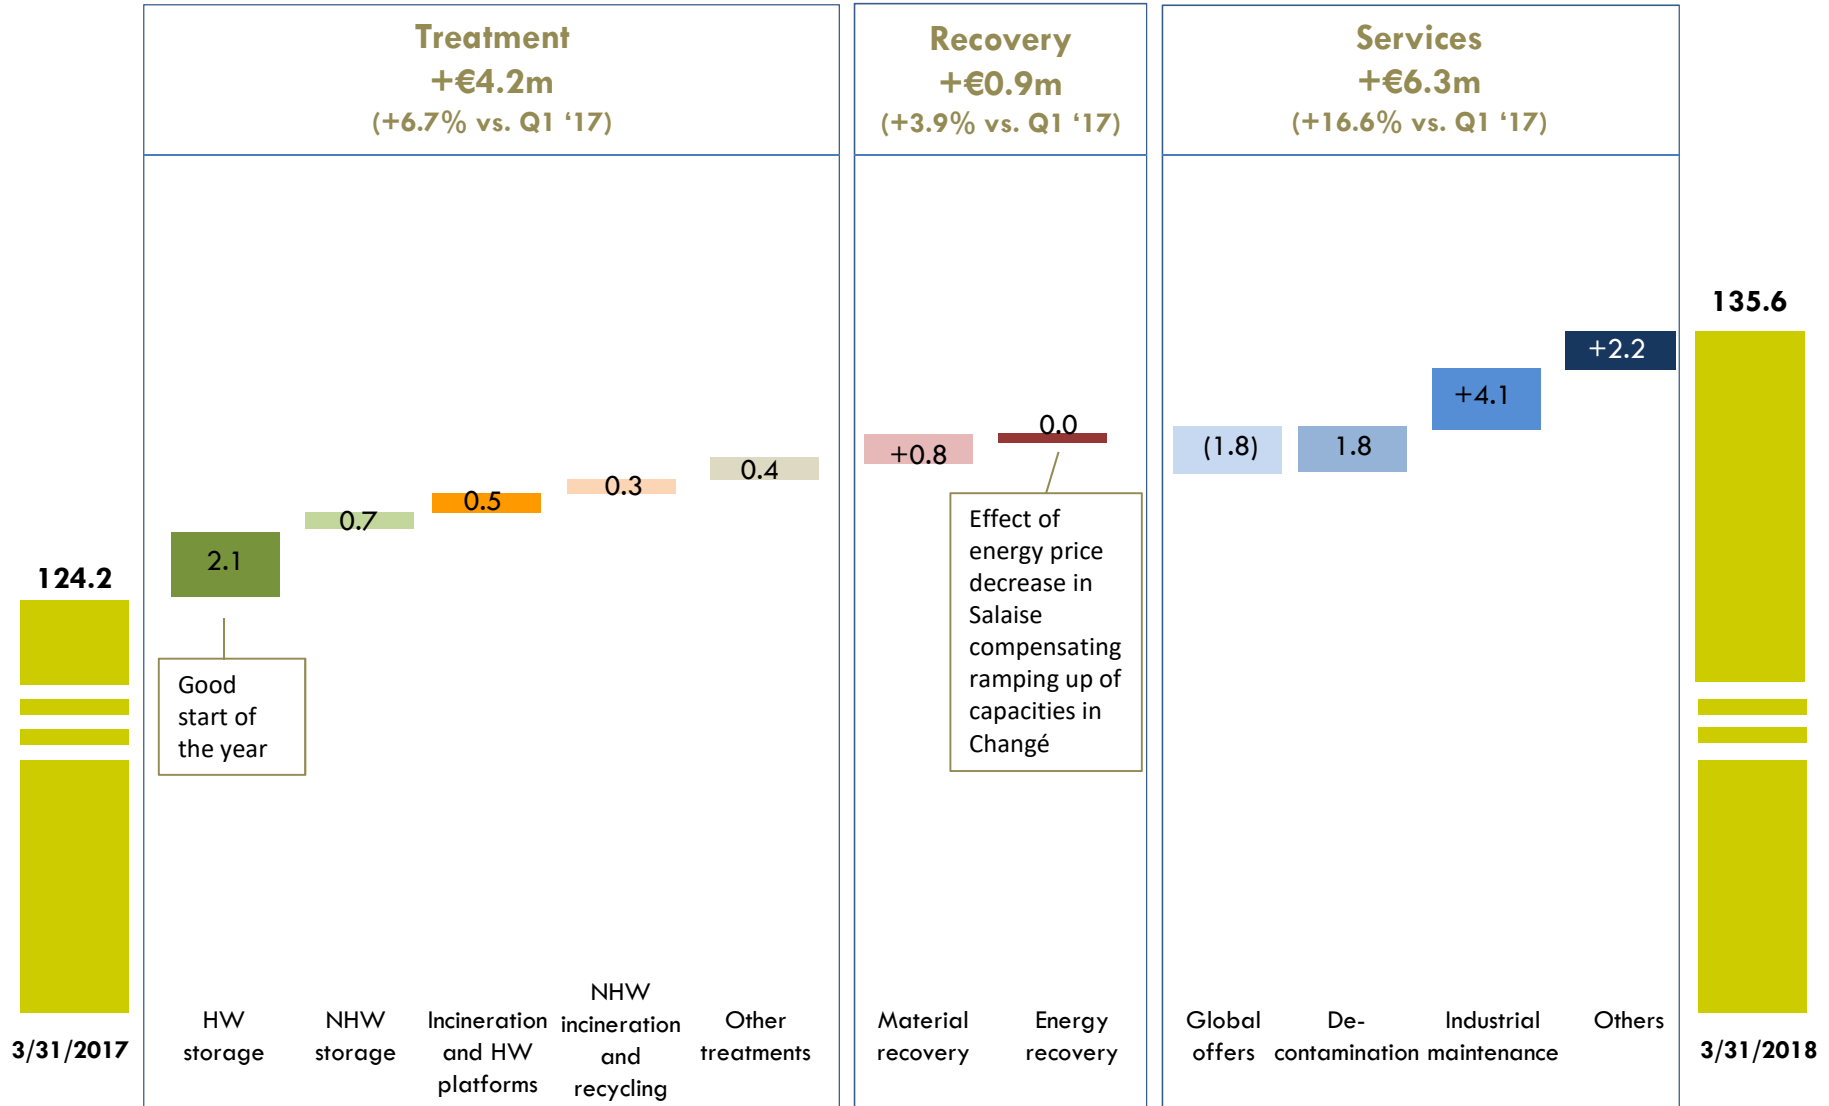 Treatment
+€4.2m
(+6.7% vs. Q1 ‘17)
Recovery
+€0.9m
(+3.9% vs. Q1 ‘17)
Services
+€6.3m
(+16.6% vs. Q1 ‘17)
124.2
2.1
0.7
0.5
0.3
0.4
+0.8
0.0
(1.8)
1.8
+4.1
+2.2
135.6
Good
start of
the year
Effect of
energy price
decrease in
Salaise
compensating
ramping up of
capacities in
Changé
3/31/2017
HW
storage
NHW
storage
Incineration
and HW
platforms
NHW
incineration
and
recycling
Other
treatments
Material
recovery
Energy
recovery
Global
offers
De-
contamination
Industrial
maintenance
Others
3/31/2018